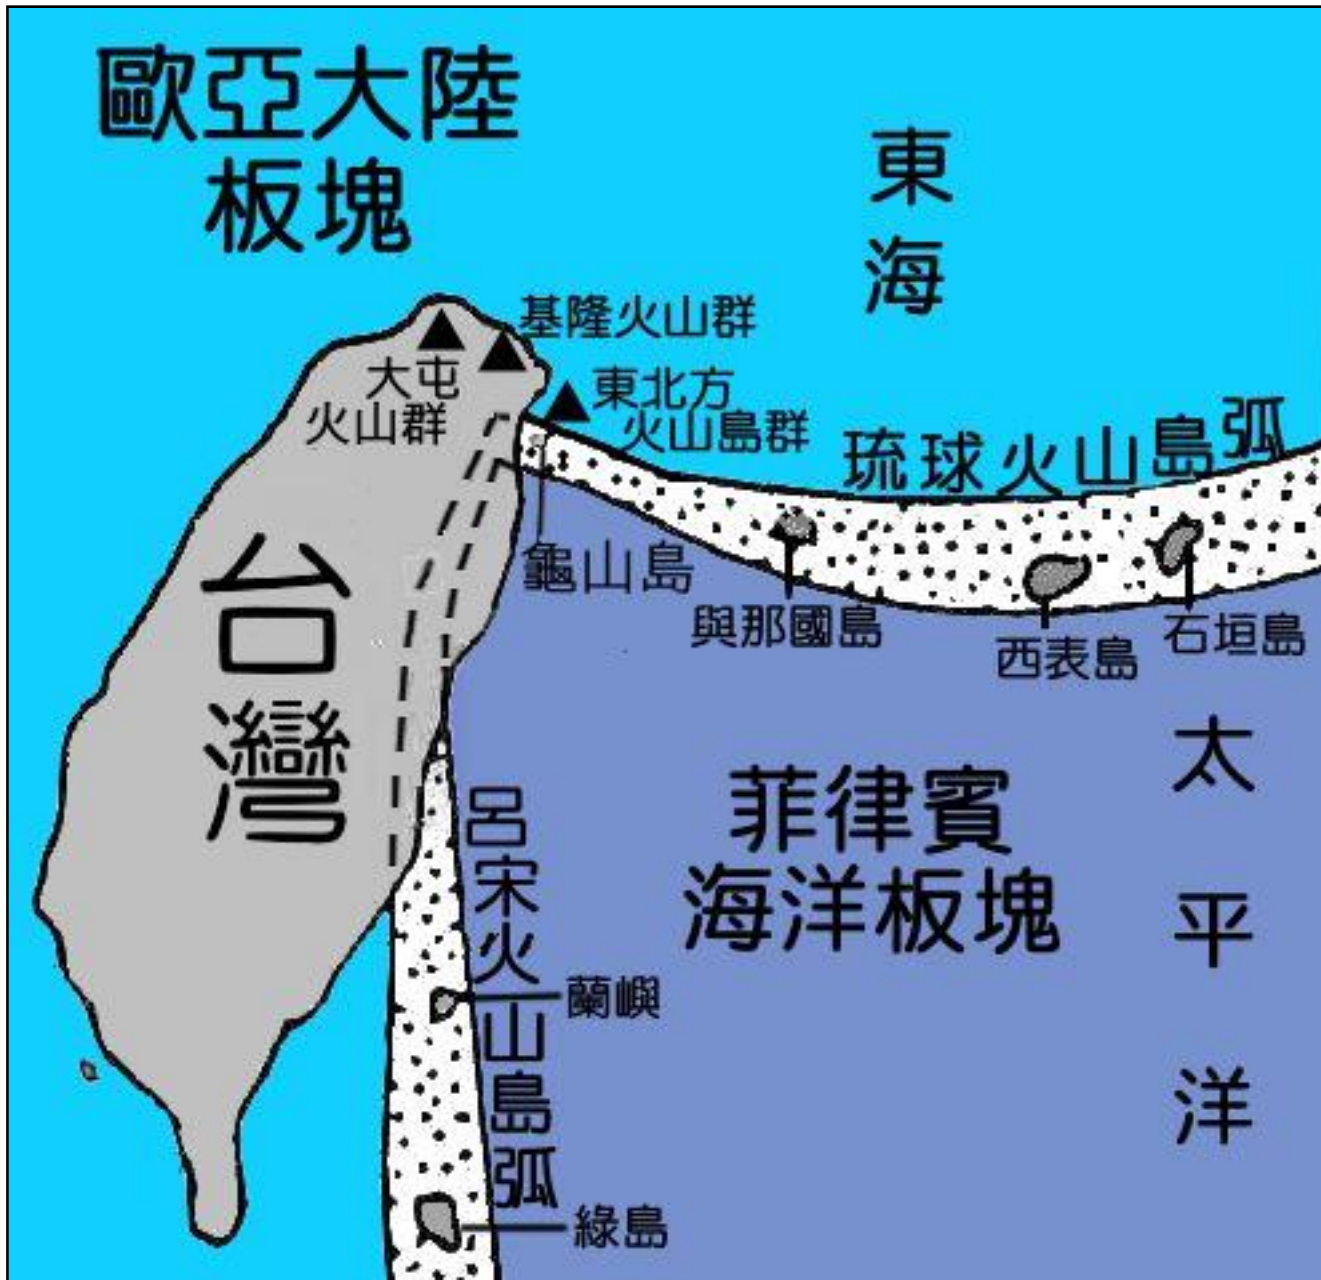 歐亞大陸
板塊
東海
基隆火山群
大屯
火山群
東北方
火山島群
琉球火山島弧
龜山島
與那國島
西表島
石垣島
台灣
菲律賓
海洋板塊
太平洋
呂宋火山島弧
蘭嶼
綠島